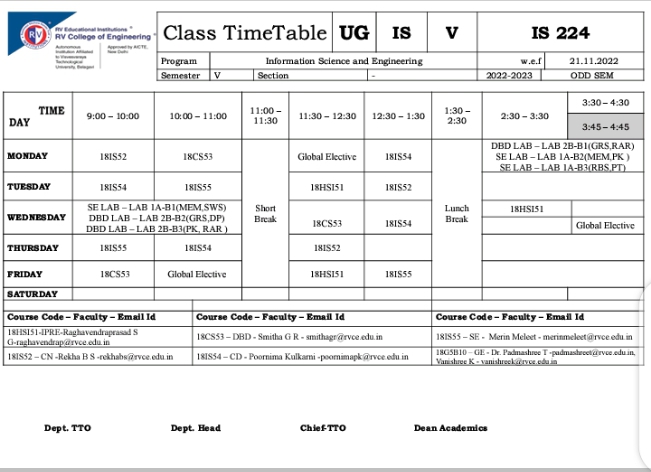 RV Educational Institutions
RV College of Engineering
Autonomous
Institution Affiliated
to Visvesvaraya
Technological
University, Belagavi
Approved by AICTE,
New Delhi
Class TimeTable UG IS V IS 224
Program Information Science and Engineering w.e.f 21.11.2022
Semester V Section - 2022-2023 ODD SEM
TIME
DAY
9:00 – 10:00 10:00 – 11:00 11:00 – 11:30 11:30 – 12:30 12:30 – 1:30 1:30 – 2:30 2:30 – 3:30 3:30 – 4:30
3:45 – 4:45
MONDAY 18IS52 18CS53 Global Elective 18IS54
DBD LAB – LAB 2B-B1(GRS,RAR)
SE LAB – LAB 1A-B2(MEM,PK )
SE LAB – LAB 1A-B3(RBS,PT)
TUESDAY 18IS54 18IS55 18HSI51 18IS52
Short Break
Lunch Break
WEDNESDAY
SE LAB – LAB 1A-B1(MEM,SWS)
DBD LAB – LAB 2B-B2(GRS,DP)
DBD LAB – LAB 2B-B3(PK, RAR )
18CS53 18IS54 18HSI51
Global Elective
THURSDAY 18IS55 18IS54 18IS52
FRIDAY 18CS53 Global Elective 18HSI51 18IS55
SATURDAY
Course Code – Faculty – Email Id Course Code – Faculty – Email Id Course Code – Faculty – Email Id
18HSI51-IPRE-Raghavendraprasad S
G-raghavendrap@rvce.edu.in
18CS53 – DBD - Smitha G R - smithagr@rvce.edu.in
18IS55 – SE - Merin Meleet - merinmeleet@rvce.edu.in
18IS52 – CN -Rekha B S -rekhabs@rvce.edu.in
18IS54 – CD - Poornima Kulkarni -poornimapk@rvce.edu.in
18G5B10 – GE - Dr. Padmashree T -padmashreet@rvce.edu.in,
Vanishree K - vanishreek@rvce.edu.in
Dept. TTO Dept. Head Chief-TTO Dean Academics